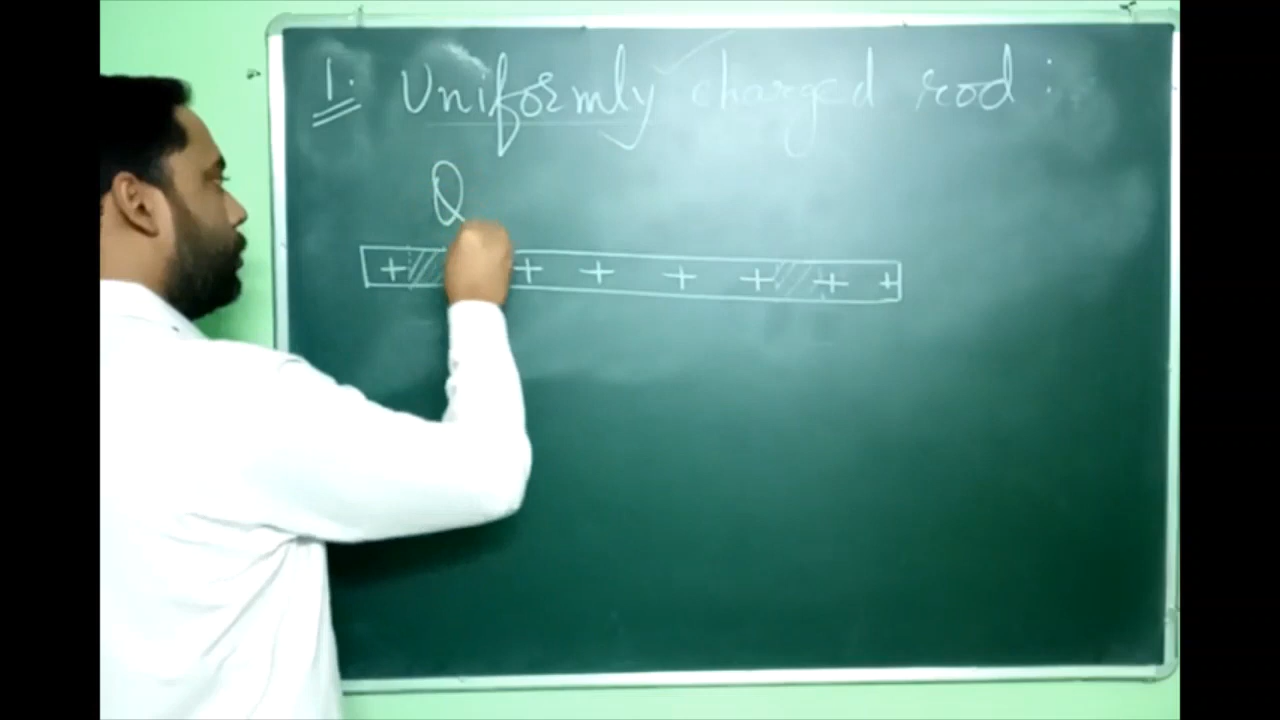 1. Uniformly charged rod :
Q
+ + + + + + +